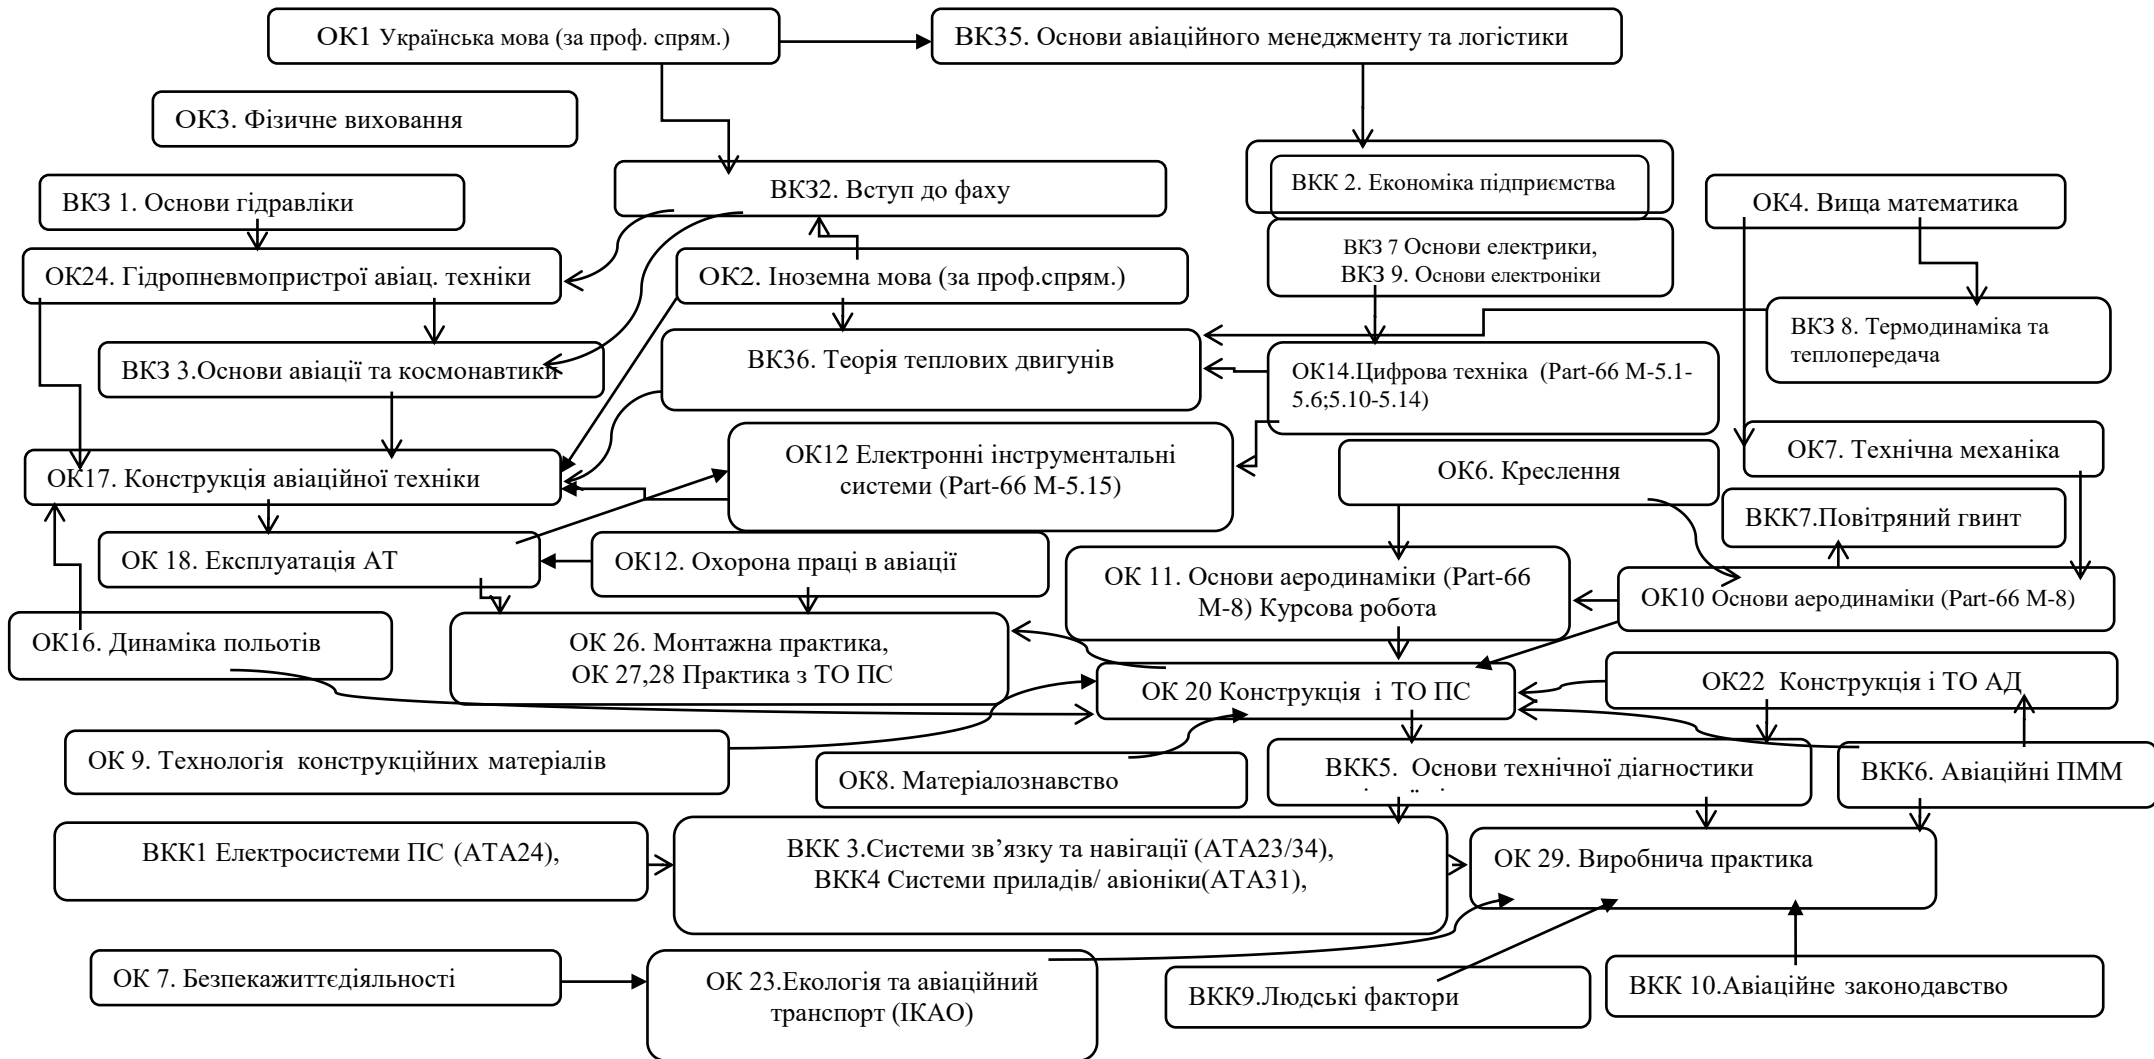 ОК1 Українська мова (за проф. спрям.)
ВК35. Основи авіаційного менеджменту та логістики
ОК3. Фізичне виховання
ВКЗ2. Вступ до фаху
ВКК 2. Економіка підприємства
ВКЗ 1. Основи гідравліки
ОК4. Вища математика
ОК24. Гідропневмопристрої авіац. техніки
ОК2. Іноземна мова (за проф.спрям.)
ВКЗ 7 Основи електрики,
ВКЗ 9. Основи електроніки
ВКЗ 8. Термодинаміка та
теплопередача
ВКЗ 3.Основи авіації та космонавтики
ВК36. Теорія теплових двигунів
ОК14.Цифрова техніка (Part-66 М-5.1-
5.6;5.10-5.14)
ОК17. Конструкція авіаційної техніки
ОК12 Електронні інструментальні
системи (Part-66 М-5.15)
ОК6. Креслення
ОК7. Технічна механіка
ВКК7.Повітряний гвинт
ОК 18. Експлуатація АТ
ОК12. Охорона праці в авіації
ОК 11. Основи аеродинаміки (Part-66
М-8) Курсова робота
ОК10 Основи аеродинаміки (Part-66 М-8)
ОК16. Динаміка польотів
ОК 26. Монтажна практика,
ОК 27,28 Практика з ТО ПС
ОК 20 Конструкція і ТО ПС
ОК22 Конструкція і ТО АД
ОК 9. Технологія конструкційних матеріалів
ОК8. Матеріалознавство
ВКК5. Основи технічної діагностики
ВКК6. Авіаційні ПММ
ВКК1 Електросистеми ПС (АТА24),
ВКК 3.Системи зв’язку та навігації (АТА23/34),
ВКК4 Системи приладів/ авіоніки(АТА31),
ОК 29. Виробнича практика
ОК 7. Безпекажиттєдіяльності
ОК 23.Екологія та авіаційний
транспорт (ІКАО)
ВКК9.Людські фактори
ВКК 10.Авіаційне законодавство